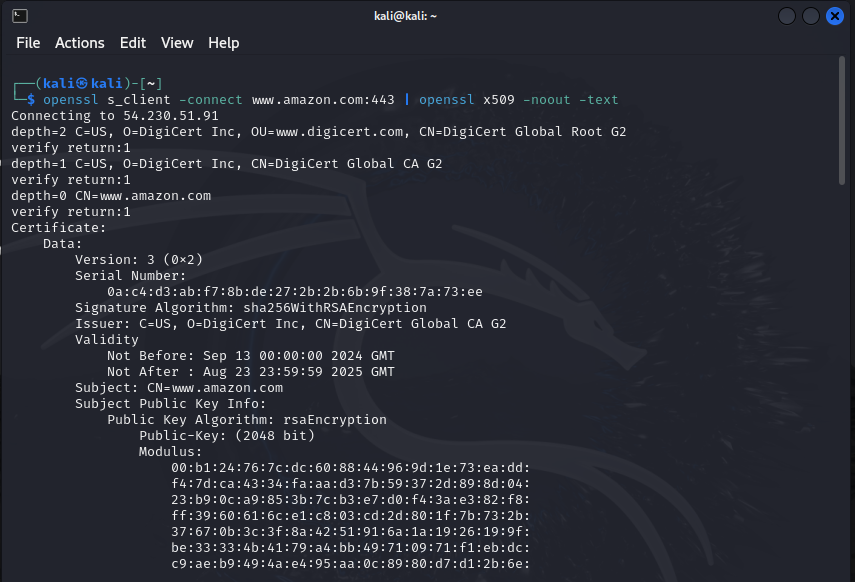 kali@kali: ~
File Actions Edit View Help
┌──(kali㉿kali)-[~]
└─$ openssl s_client -connect www.amazon.com:443 | openssl x509 -noout -text
Connecting to 54.230.51.91
depth=2 C=US, O=DigiCert Inc, OU=www.digicert.com, CN=DigiCert Global Root G2
verify return:1
depth=1 C=US, O=DigiCert Inc, CN=DigiCert Global CA G2
verify return:1
depth=0 CN=www.amazon.com
verify return:1
Certificate:
    Data:
        Version: 3 (0×2)
        Serial Number:
            0a:c4:d3:ab:f7:8b:de:27:2b:2b:6b:9f:38:7a:73:ee
        Signature Algorithm: sha256WithRSAEncryption
        Issuer: C=US, O=DigiCert Inc, CN=DigiCert Global CA G2
        Validity
            Not Before: Sep 13 00:00:00 2024 GMT
            Not After : Aug 23 23:59:59 2025 GMT
        Subject: CN=www.amazon.com
        Subject Public Key Info:
            Public Key Algorithm: rsaEncryption
                Public-Key: (2048 bit)
                Modulus:
                    00:b1:24:76:7c:dc:60:88:44:96:9d:1e:73:ea:dd:
                    f4:7d:ca:43:34:fa:aa:d3:7b:59:37:2d:89:8d:04:
                    23:b9:0c:a9:85:3b:7c:b3:e7:d0:f4:3a:e3:82:f8:
                    ff:39:60:61:6c:e1:c8:03:cd:2d:80:1f:7b:73:2b:
                    37:67:0b:3c:3f:8a:42:51:91:6a:1a:19:26:19:9f:
                    be:33:33:4b:41:79:a4:bb:49:71:09:71:f1:eb:dc:
                    c9:ae:b9:49:4a:e4:95:aa:0c:89:80:d7:d1:2b:6e: